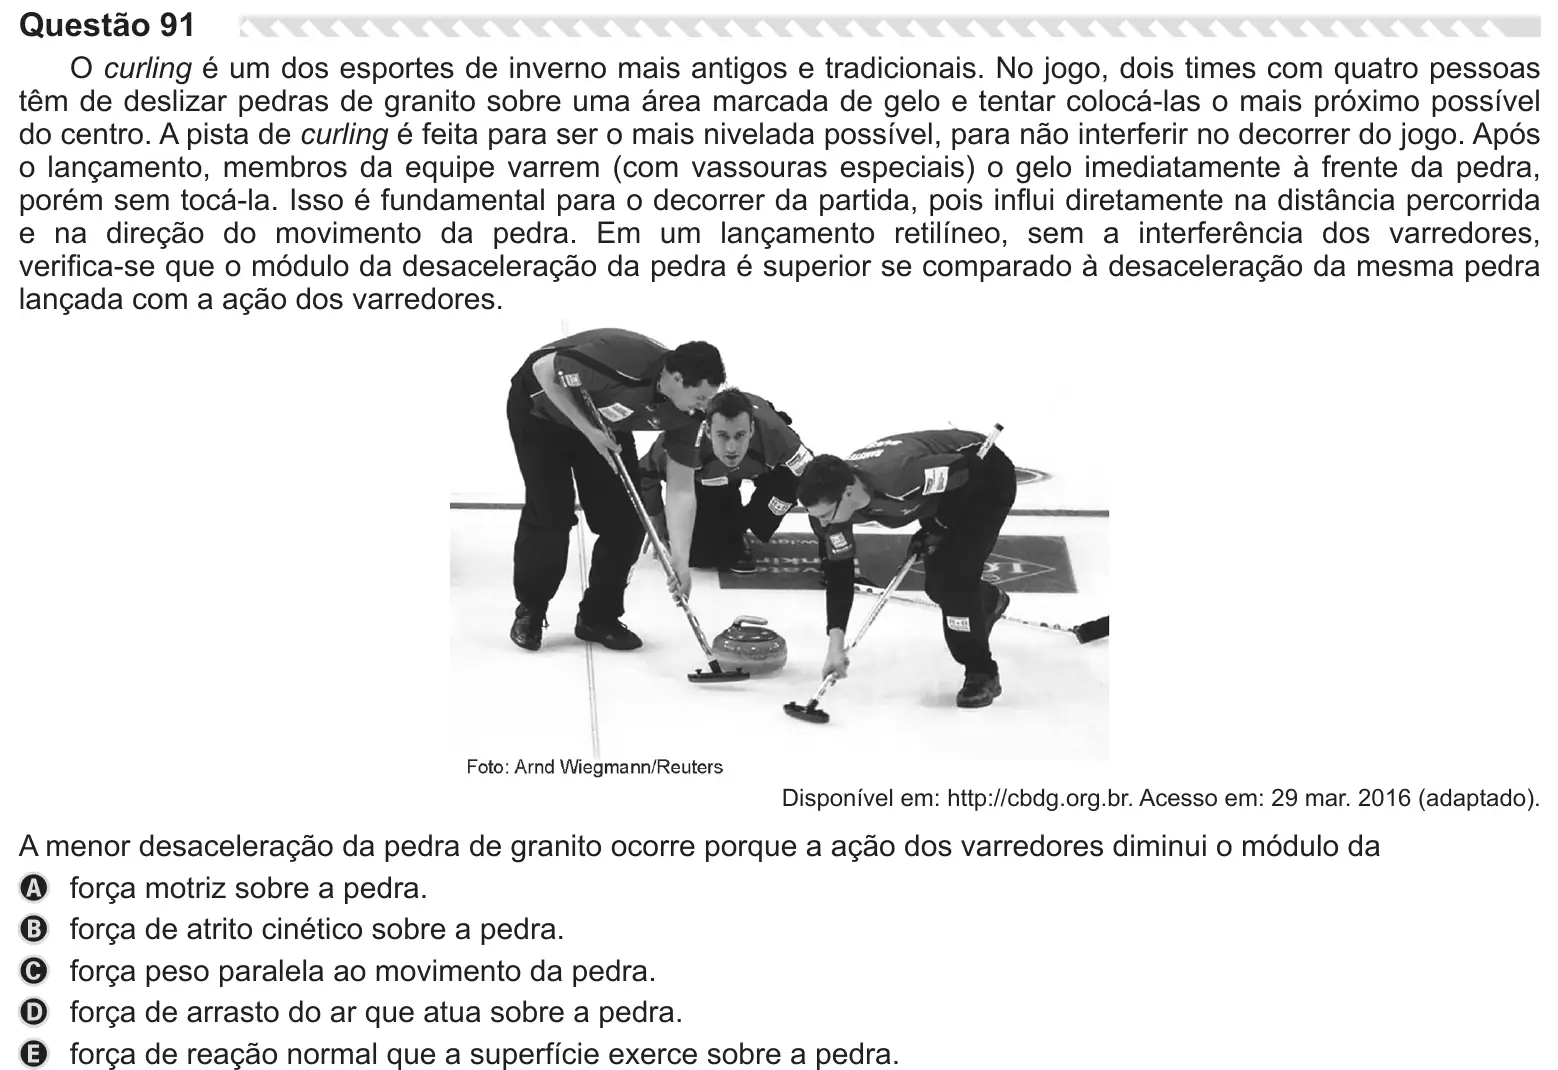 Questão 91
O curling é um dos esportes de inverno mais antigos e tradicionais. No jogo, dois times com quatro pessoas
têm de deslizar pedras de granito sobre uma área marcada de gelo e tentar colocá-las o mais próximo possível
do centro. A pista de curling é feita para ser o mais nivelada possível, para não interferir no decorrer do jogo. Após
o lançamento, membros da equipe varrem (com vassouras especiais) o gelo imediatamente à frente da pedra,
porém sem tocá-la. Isso é fundamental para o decorrer da partida, pois influi diretamente na distância percorrida
e na direção do movimento da pedra. Em um lançamento retilíneo, sem a interferência dos varredores,
verifica-se que o módulo da desaceleração da pedra é superior se comparado à desaceleração da mesma pedra
lançada com a ação dos varredores.
Foto: Arnd Wiegmann/Reuters
Disponível em: http://cbdg.org.br. Acesso em: 29 mar. 2016 (adaptado).
A menor desaceleração da pedra de granito ocorre porque a ação dos varredores diminui o módulo da
A força motriz sobre a pedra.
B força de atrito cinético sobre a pedra.
C força peso paralela ao movimento da pedra.
D força de arrasto do ar que atua sobre a pedra.
E força de reação normal que a superfície exerce sobre a pedra.